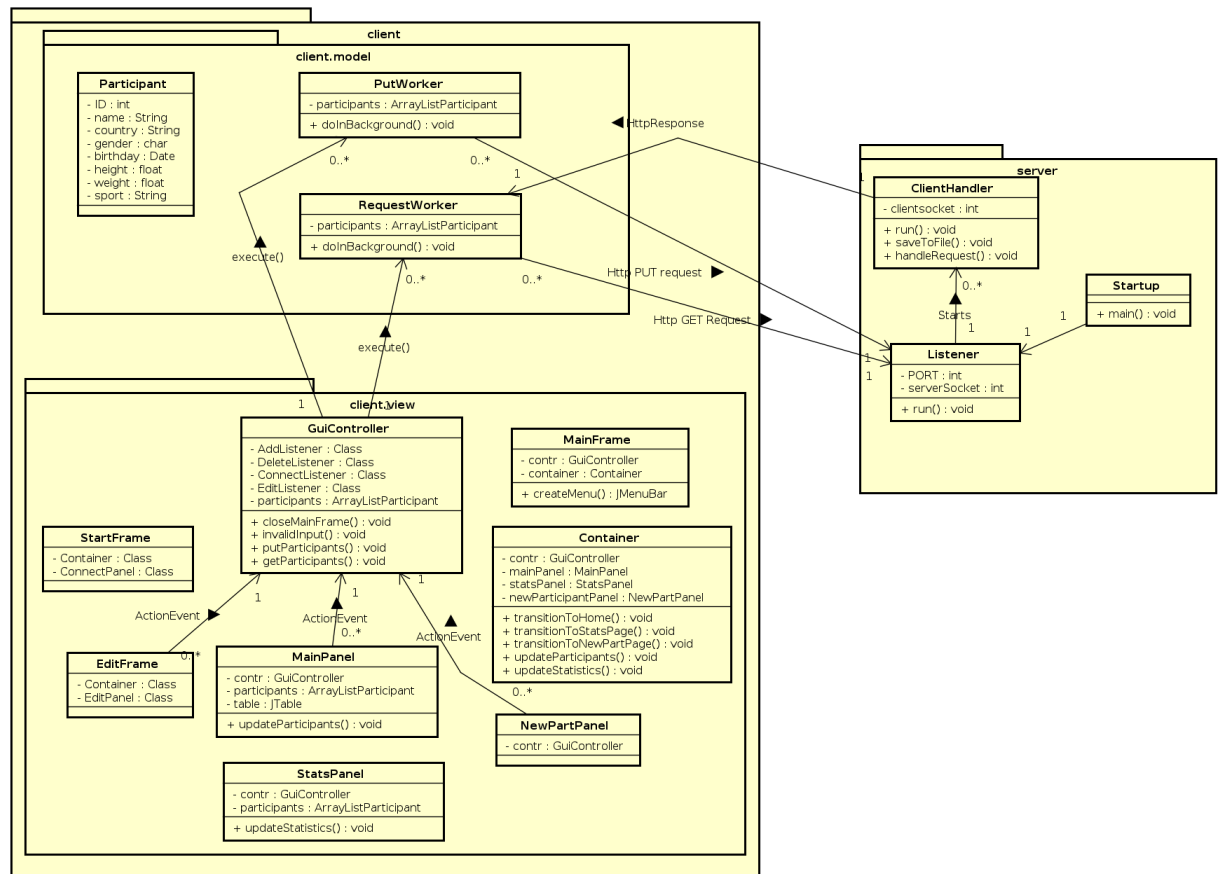 client
client.model
Participant
- ID : int
- name : String
- country : String
- gender : char
- birthday : Date
- height : float
- weight : float
- sport : String
PutWorker
- participants : ArrayListParticipant
+ doInBackground() : void
0..*
0..*
HttpResponse
1
1
RequestWorker
- participants : ArrayListParticipant
+ doInBackground() : void
0..*
0..*
execute()
execute()
Http PUT request
Http GET Request
server
ClientHandler
- clientsocket : int
+ run() : void
+ saveToFile() : void
+ handleRequest() : void
0..*
Starts
1
Startup
+ main() : void
1
1
Listener
- PORT : int
- serverSocket : int
+ run() : void
1
1
client.view
1
1
GuiController
- AddListener : Class
- DeleteListener : Class
- ConnectListener : Class
- EditListener : Class
- participants : ArrayListParticipant
+ closeMainFrame() : void
+ invalidInput() : void
+ putParticipants() : void
+ getParticipants() : void
MainFrame
- contr : GuiController
- container : Container
+ createMenu() : JMenuBar
StartFrame
- Container : Class
- ConnectPanel : Class
Container
- contr : GuiController
- mainPanel : MainPanel
- statsPanel : StatsPanel
- newParticipantPanel : NewPartPanel
+ transitionToHome() : void
+ transitionToStatsPage() : void
+ transitionToNewPartPage() : void
+ updateParticipants() : void
+ updateStatistics() : void
1
1
1
ActionEvent
ActionEvent
ActionEvent
0..*
0..*
0..*
EditFrame
- Container : Class
- EditPanel : Class
MainPanel
- contr : GuiController
- participants : ArrayListParticipant
- table : JTable
+ updateParticipants() : void
NewPartPanel
- contr : GuiController
StatsPanel
- contr : GuiController
- participants : ArrayListParticipant
+ updateStatistics() : void